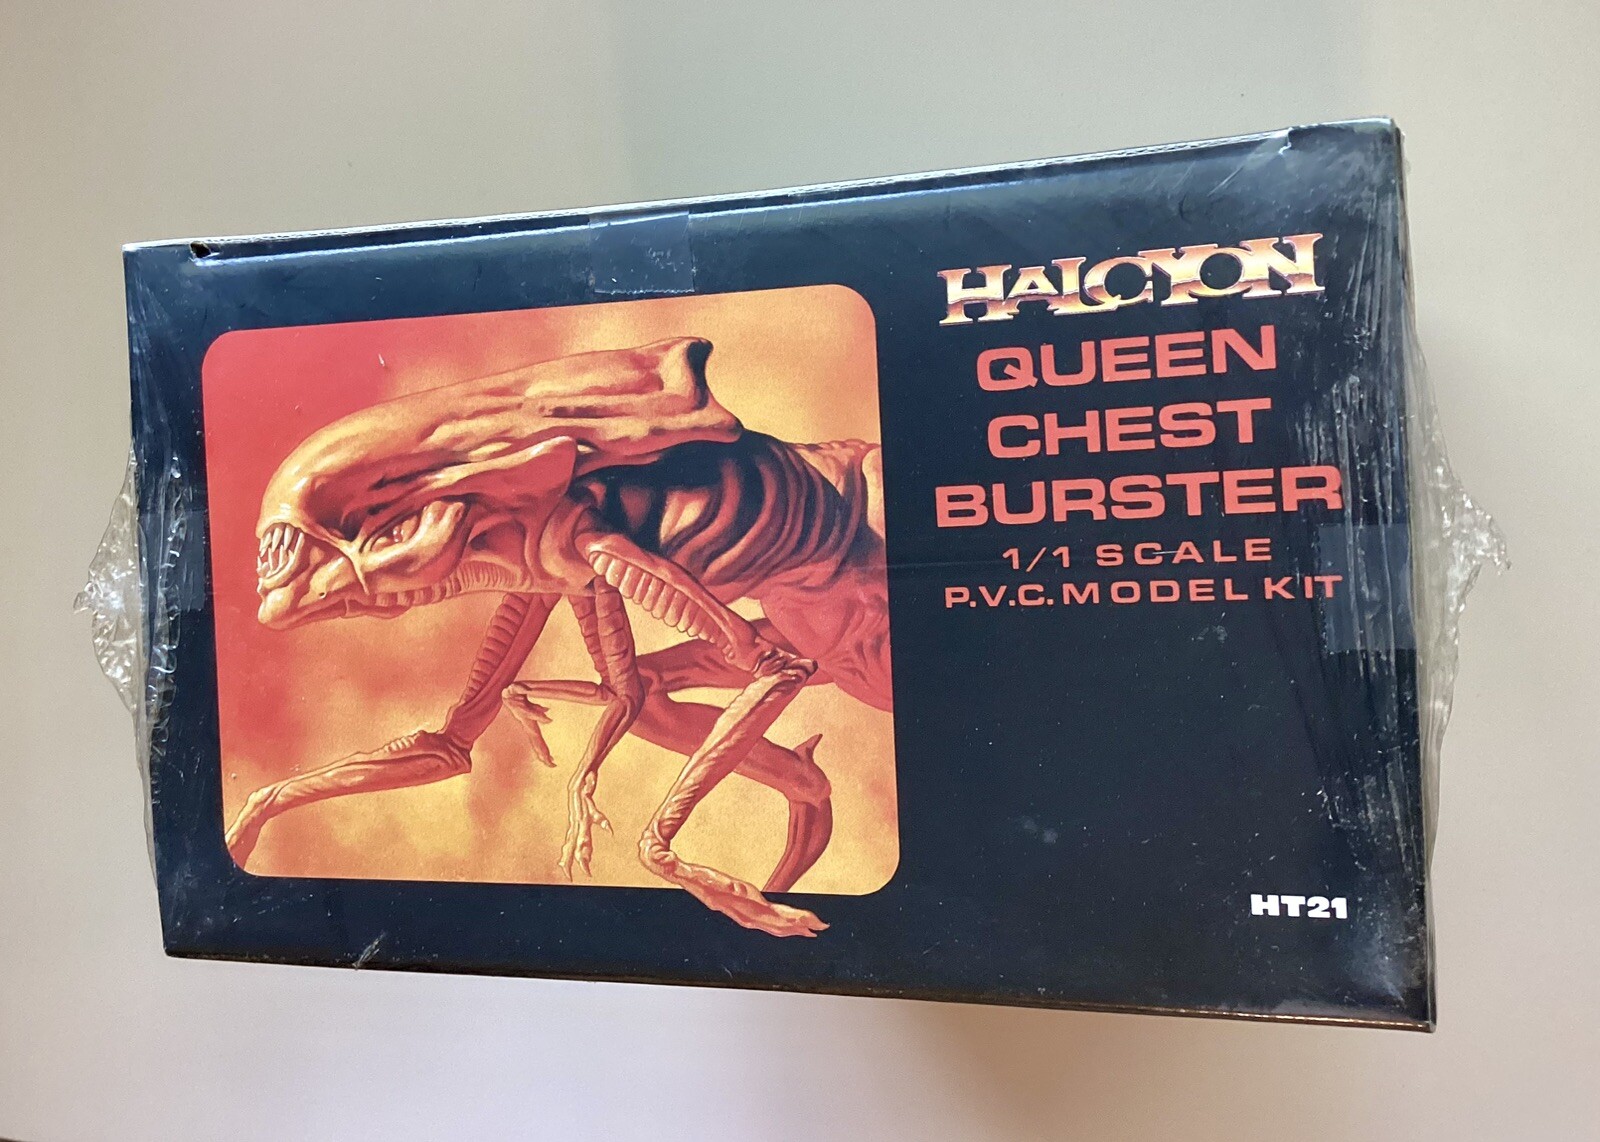 HALCYON
QUEEN
CHEST
BURSTER
1/1 SCALE
P.V.C. MODEL KIT
HT21